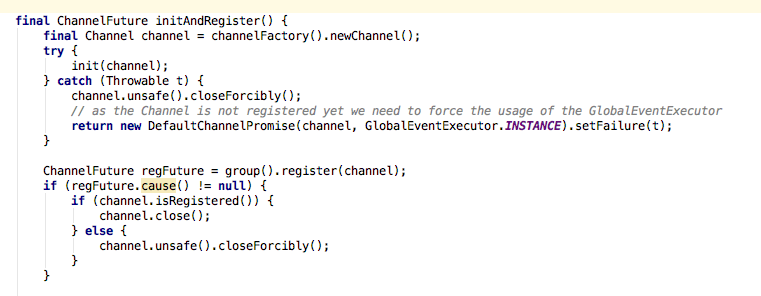 final ChannelFuture initAndRegister() {
    final Channel channel = channelFactory().newChannel();
    try {
        init(channel);
    } catch (Throwable t) {
        channel.unsafe().closeForcibly();
        // as the Channel is not registered yet we need to force the usage of the GlobalEventExecutor
        return new DefaultChannelPromise(channel, GlobalEventExecutor.INSTANCE).setFailure(t);
    }

    ChannelFuture regFuture = group().register(channel);
    if (regFuture.cause() != null) {
        if (channel.isRegistered()) {
            channel.close();
        } else {
            channel.unsafe().closeForcibly();
        }
    }